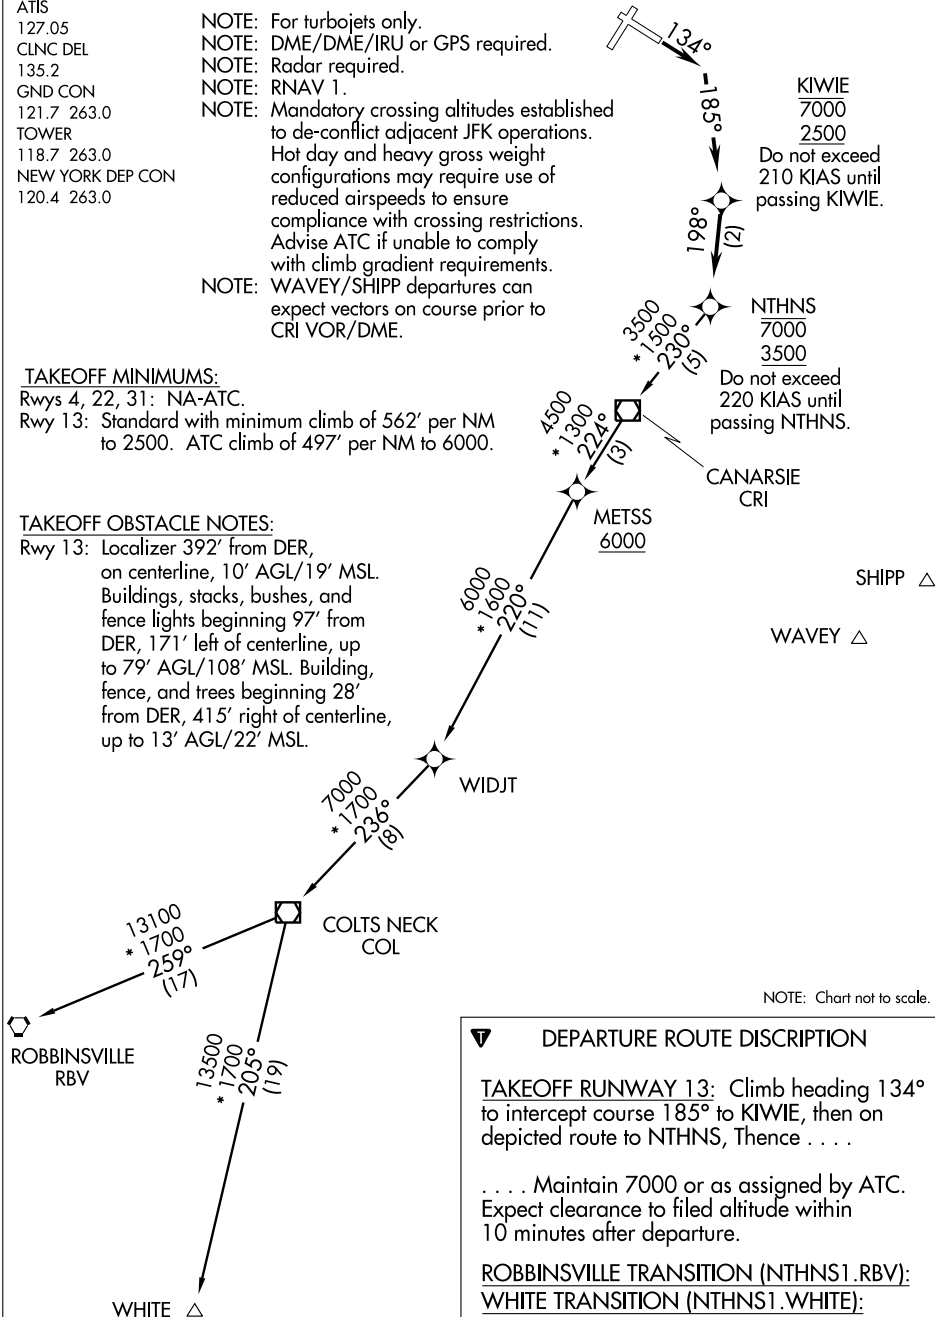 ATIS
127.05
CLNC DEL
135.2
GND CON
121.7 263.0
TOWER
118.7 263.0
NEW YORK DEP CON
120.4 263.0
NOTE: For turbojets only.
NOTE: DME/DME/IRU or GPS required.
NOTE: Radar required.
NOTE: RNAV 1.
NOTE: Mandatory crossing altitudes established
to de-conflict adjacent JFK operations.
Hot day and heavy gross weight
configurations may require use of
reduced airspeeds to ensure
compliance with crossing restrictions.
Advise ATC if unable to comply
with climb gradient requirements.
NOTE: WAVEY/SHIPP departures can
expect vectors on course prior to
CRI VOR/DME.
134°
185°
KIWIE
7000
2500
Do not exceed
210 KIAS until
passing KIWIE.
198°
(2)
NTHNS
7000
3500
Do not exceed
220 KIAS until
passing NTHNS.
3500
*1500
230°
(5)
TAKEOFF MINIMUMS:
Rwys 4, 22, 31: NA-ATC.
Rwy 13: Standard with minimum climb of 562' per NM
to 2500. ATC climb of 497' per NM to 6000.
4500
* 1300
224°
(3)
CANARSIE
CRI
METSS
6000
TAKEOFF OBSTACLE NOTES:
Rwy 13: Localizer 392' from DER,
on centerline, 10' AGL/19' MSL.
Buildings, stacks, bushes, and
fence lights beginning 97' from
DER, 171' left of centerline, up
to 79' AGL/108' MSL. Building,
fence, and trees beginning 28'
from DER, 415' right of centerline,
up to 13' AGL/22' MSL.
SHIPP
WAVEY
6000
*1600
220°
(11)
WIDJT
7000
*1700
236°
(8)
COLTS NECK
COL
13100
* 1700
259°
(17)
ROBBINSVILLE
RBV
13500
* 1700
205°
(19)
WHITE
NOTE: Chart not to scale.
T DEPARTURE ROUTE DISCRIPTION
TAKEOFF RUNWAY 13: Climb heading 134°
to intercept course 185° to KIWIE, then on
depicted route to NTHNS, Thence . . . .
. . . . Maintain 7000 or as assigned by ATC.
Expect clearance to filed altitude within
10 minutes after departure.
ROBBINSVILLE TRANSITION (NTHNS1.RBV):
WHITE TRANSITION (NTHNS1.WHITE):